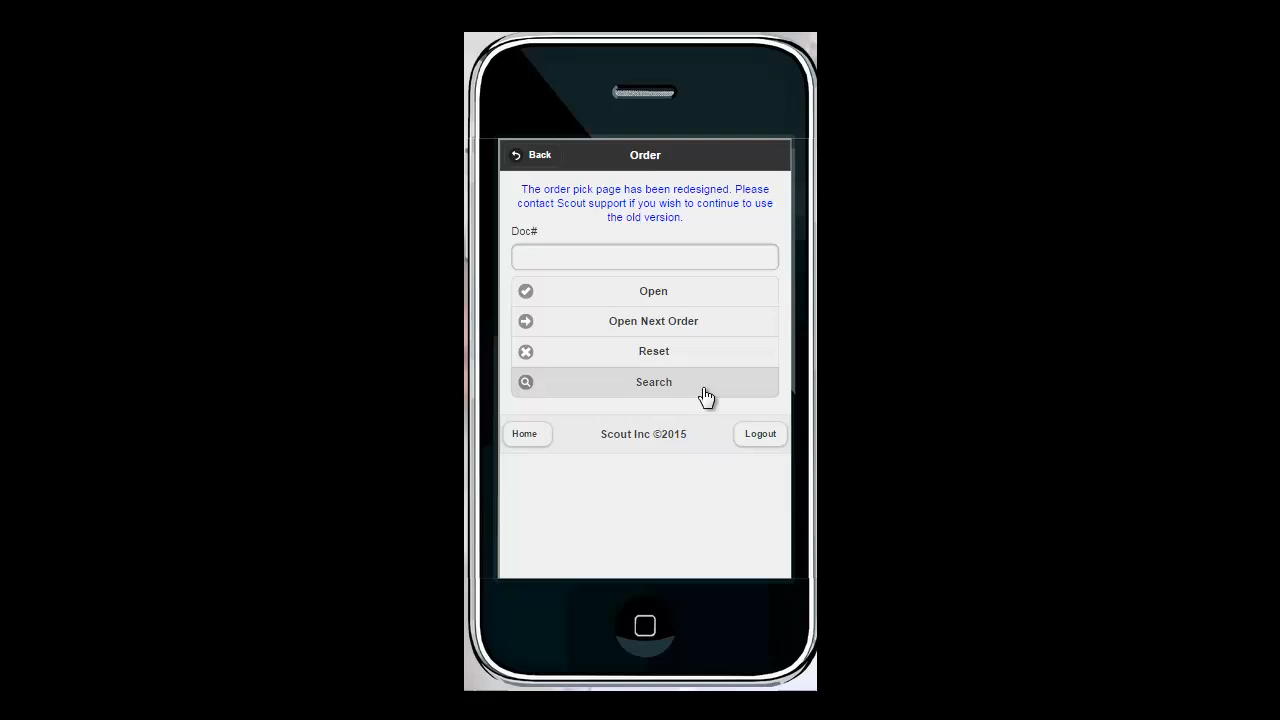 Back
Order
The order pick page has been redesigned. Please
contact Scout support if you wish to continue to use
the old version.
Doc#
Open
Open Next Order
Reset
Search
Home
Scout Inc ©2015
Logout